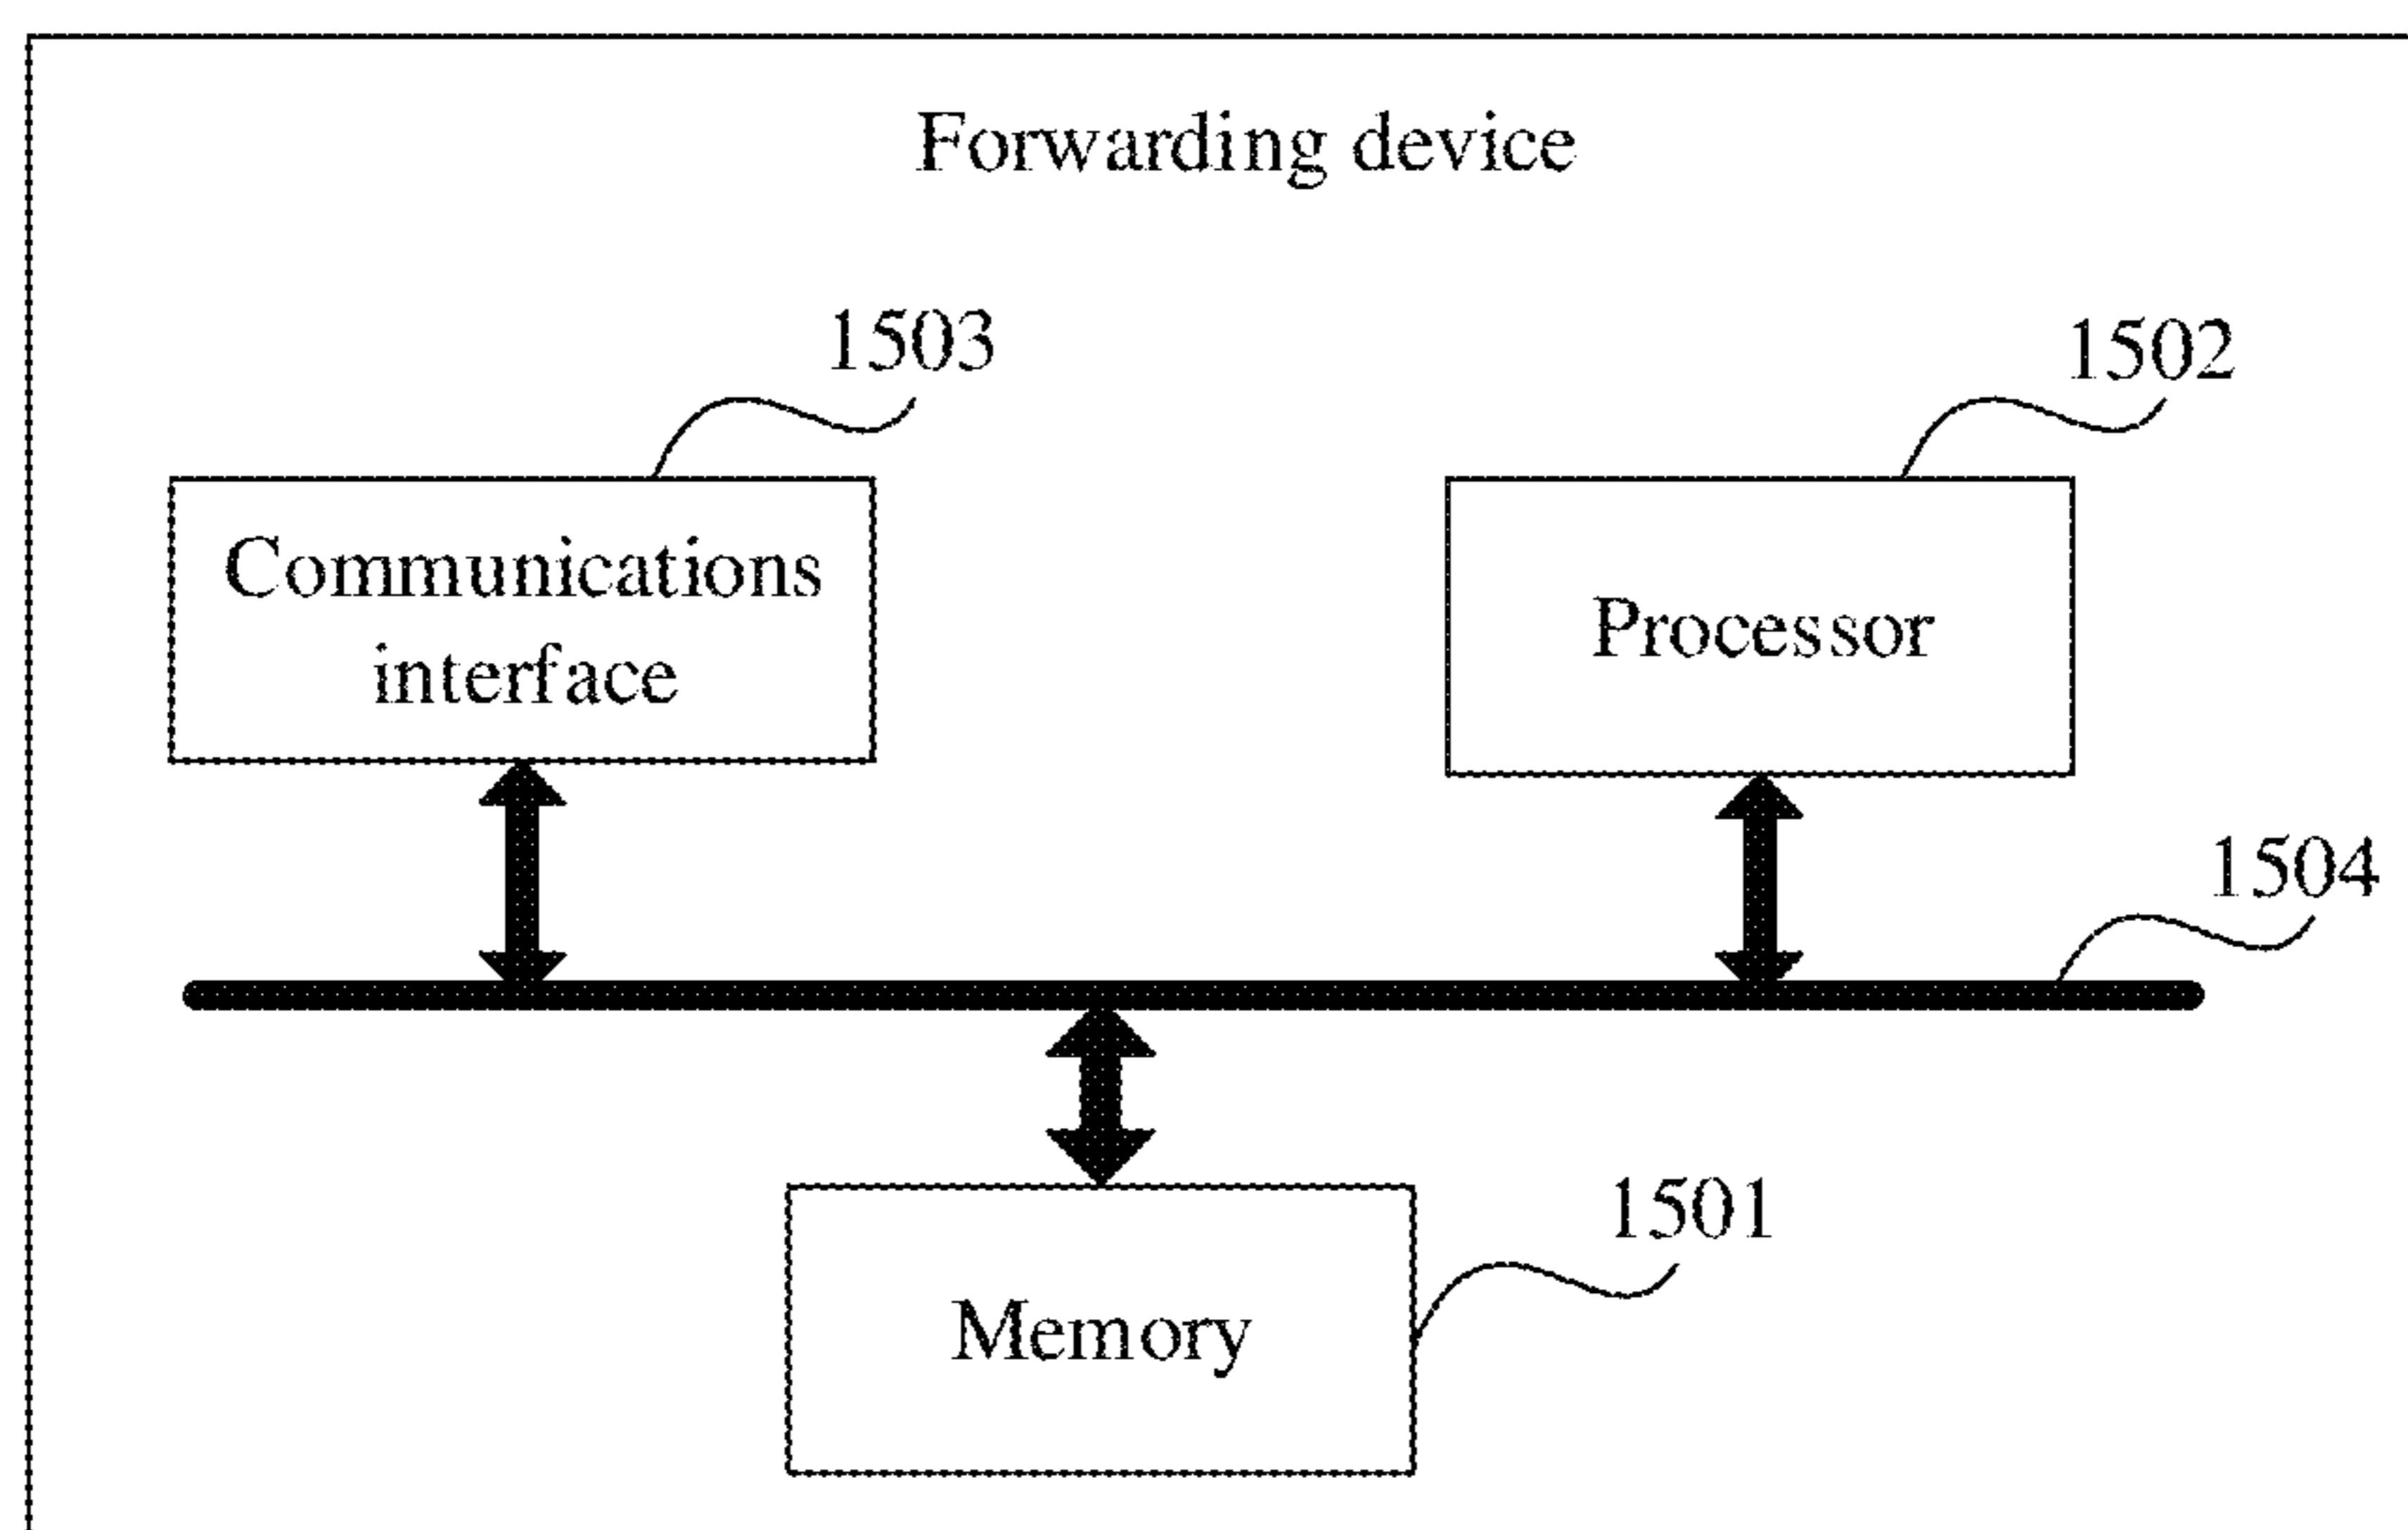 Forwarding device
1503
1502
Communications
interface
Processor
1504
1501
Memory